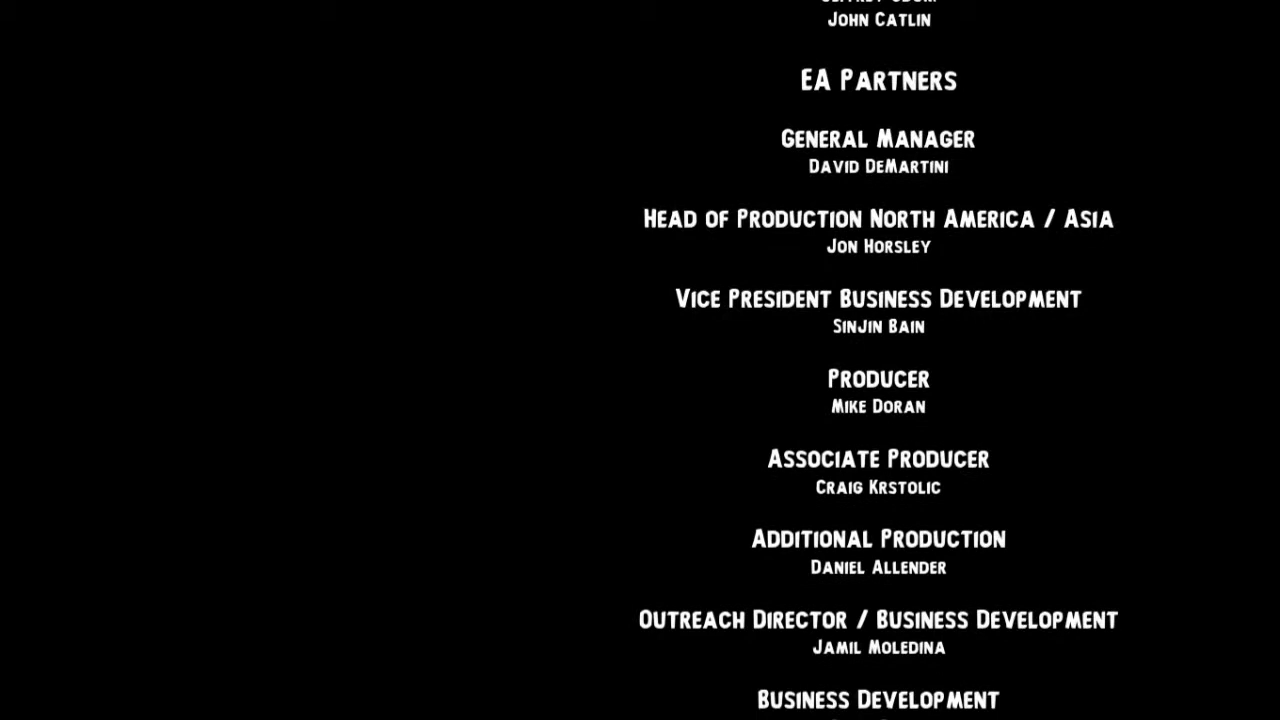 John Catlin
EA Partners
General Manager
David DeMartini
Head of Production North America / Asia
Jon Horsley
Vice President Business Development
Sinjin Bain
Producer
Mike Doran
Associate Producer
Craig Krstolic
Additional Production
Daniel Allender
Outreach Director / Business Development
Jamil Moledina
Business Development